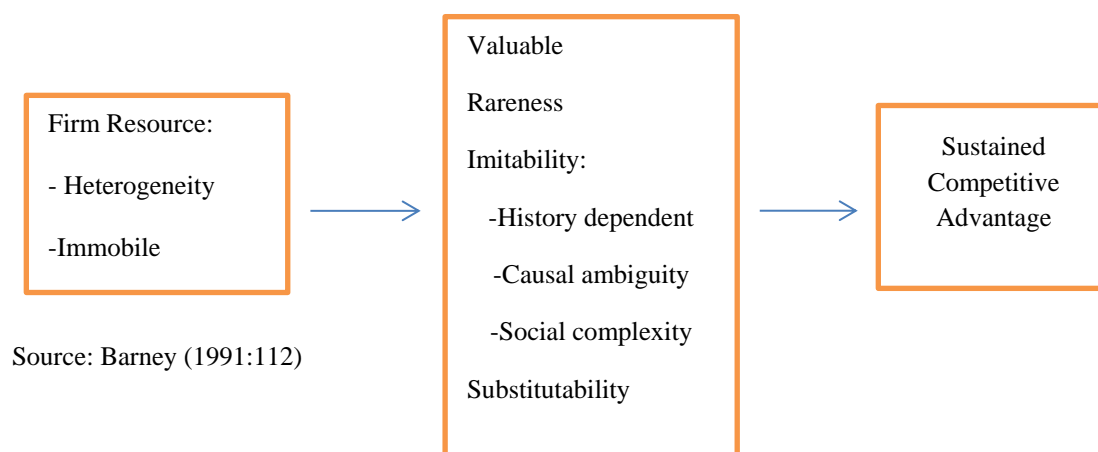 Firm Resource:
- Heterogeneity
-Immobile
Valuable
Rareness
Imitability:
-History dependent
-Causal ambiguity
-Social complexity
Substitutability
Sustained
Competitive
Advantage
Source: Barney (1991:112)